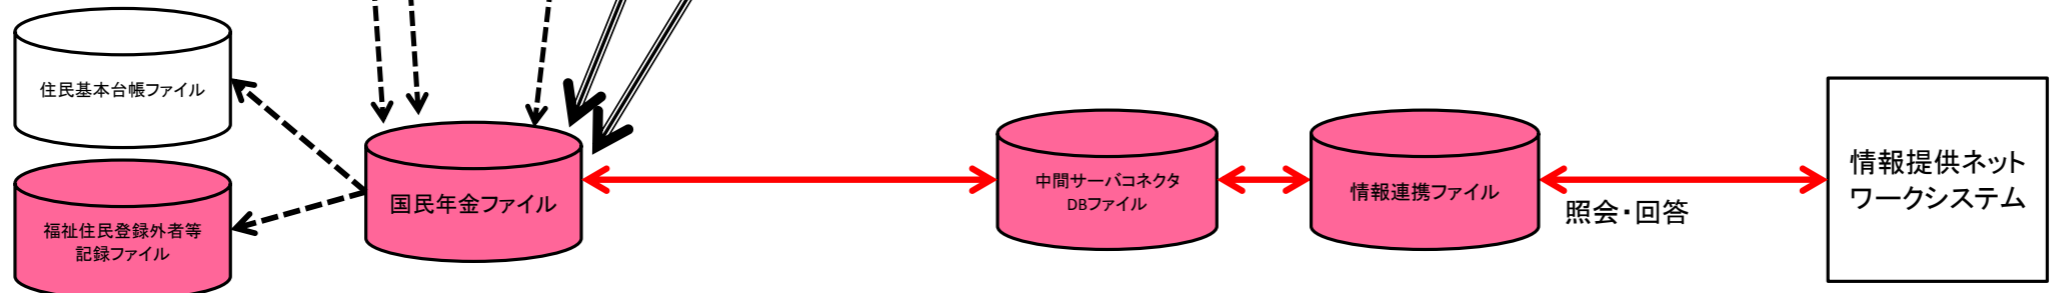 住民基本台帳ファイル
福祉住民登録外者等
記録ファイル
国民年金ファイル
中間サーバコネクタ
DBファイル
情報連携ファイル
照会・回答
情報提供ネット
ワークシステム